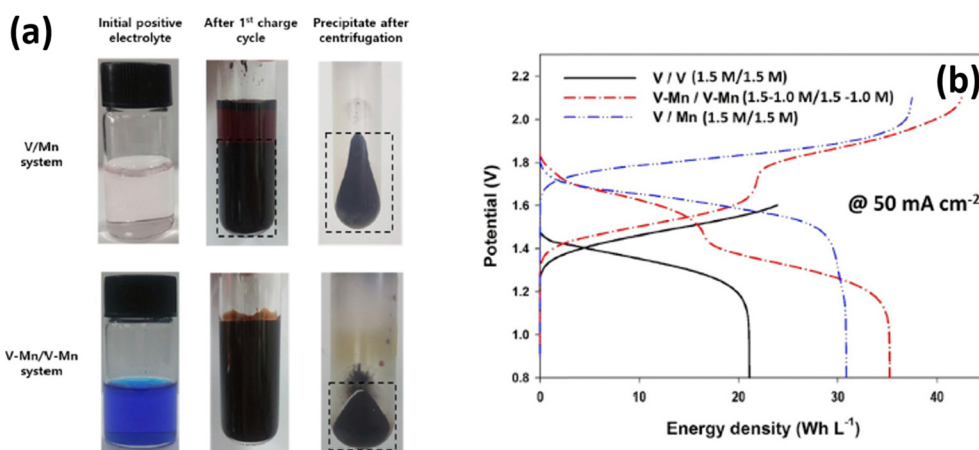 (a)
Initial positive
electrolyte
After 1st charge
cycle
Precipitate after
centrifugation
V/Mn
system
V-Mn/V-Mn
system
(b)
V / V (1.5 M/1.5 M)
V-Mn / V-Mn (1.5-1.0 M/1.5 -1.0 M)
V / Mn (1.5 M/1.5 M)
@ 50 mA cm-2
Potential (V)
2.2
2.0
1.8
1.6
1.4
1.2
1.0
0.8
0 10 20 30 40
Energy density (Wh L-1)